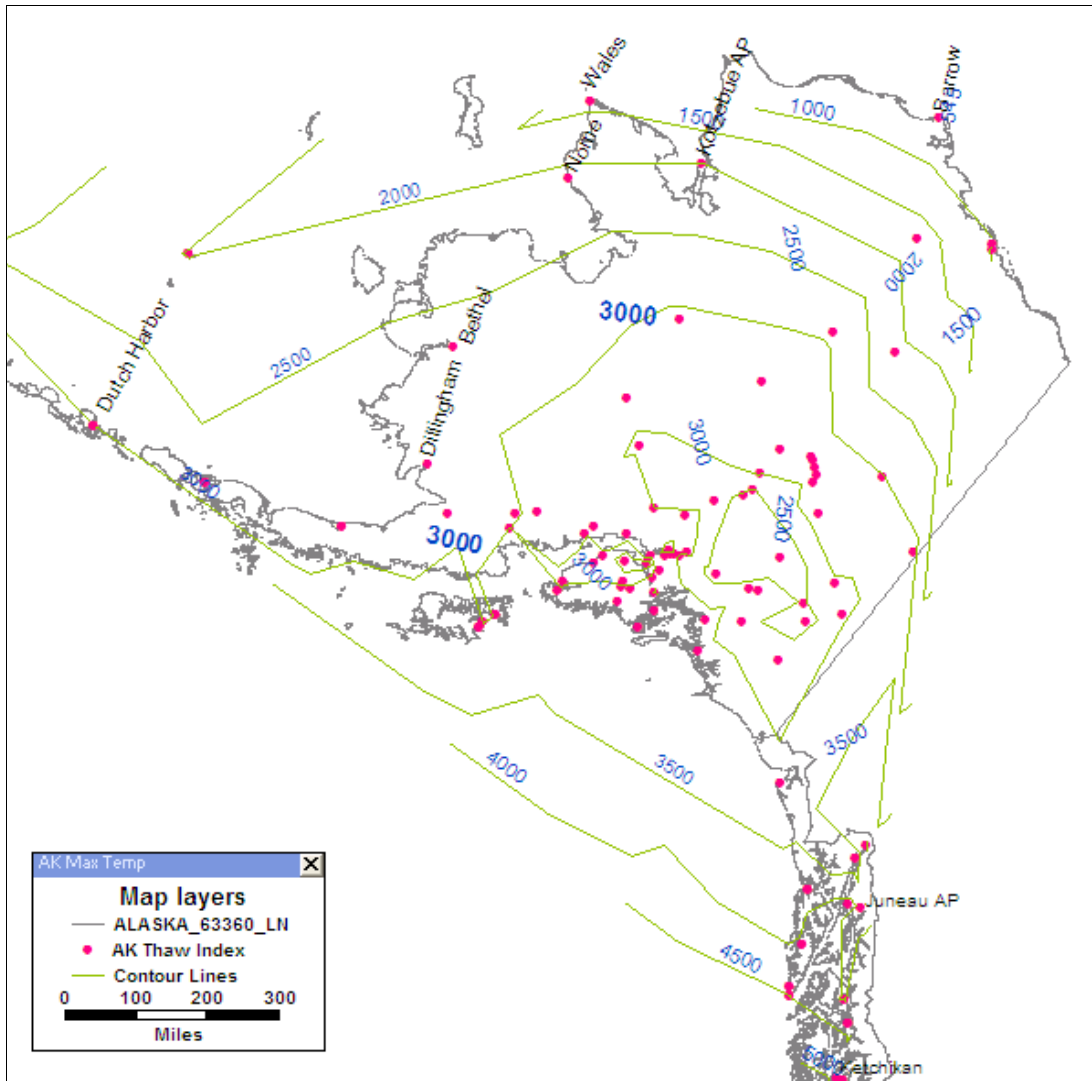 Wales
Kotzebue AP
Barrow
1500
1000
Nome
2000
2500
2000
Dutch Harbor
Bethel
3000
1500
2500
Dillingham
3000
2500
3000
3000
3500
3500
4000
Juneau AP
4500
5000
Ketchikan
AK Max Temp
Map layers
ALASKA_63360_LN
AK Thaw Index
Contour Lines
0 100 200 300
Miles